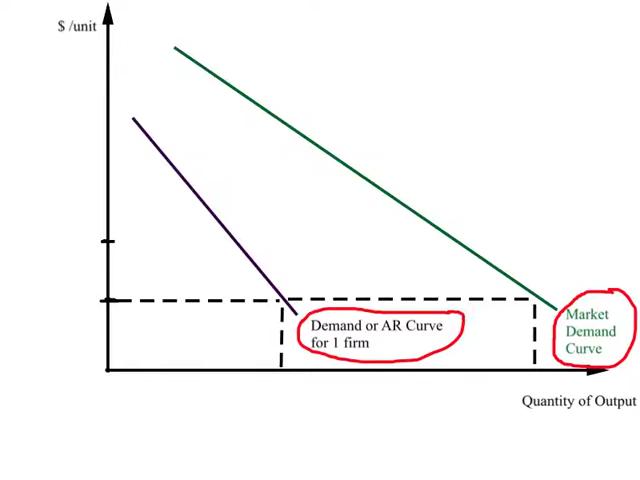 $ /unit
Demand or AR Curve
for 1 firm
Market
Demand
Curve
Quantity of Output